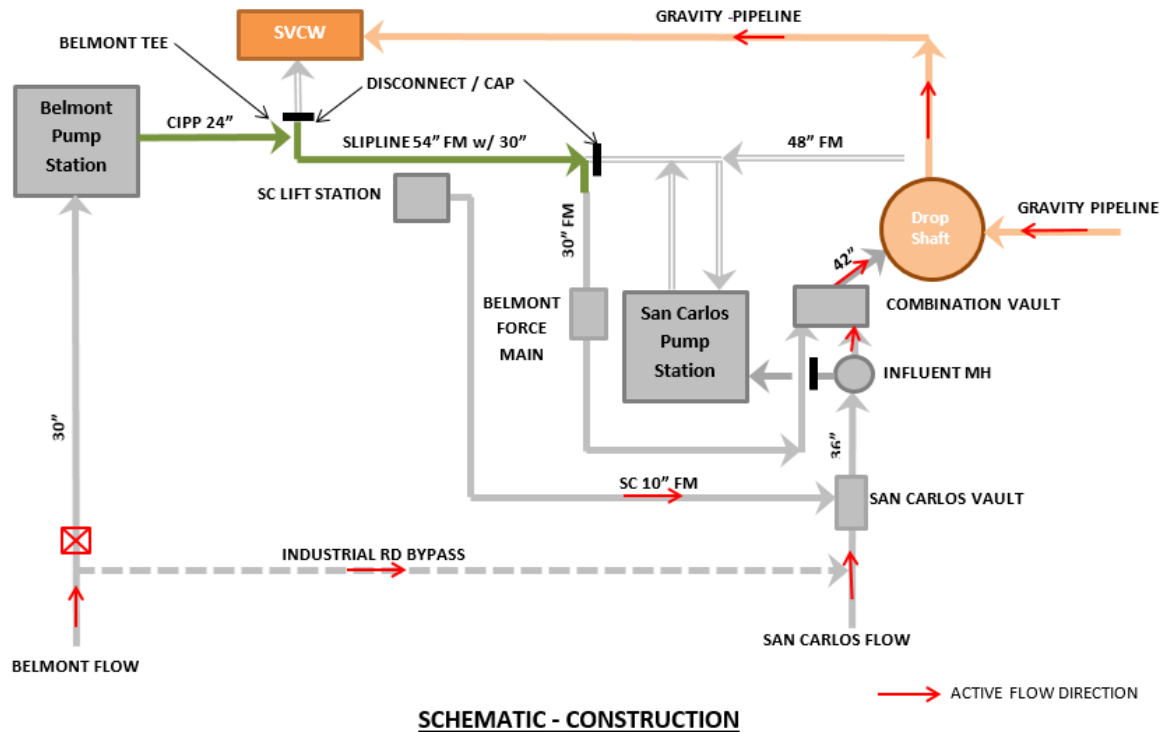 GRAVITY -PIPELINE
SVCW
BELMONT TEE
DISCONNECT / CAP
Belmont
Pump
Station
CIPP 24”
SLIPLINE 54” FM w/ 30”
48” FM
SC LIFT STATION
GRAVITY PIPELINE
Drop
Shaft
30” FM
42”
BELMONT
FORCE
MAIN
San Carlos
Pump
Station
COMBINATION VAULT
INFLUENT MH
30”
36”
SC 10” FM
SAN CARLOS VAULT
INDUSTRIAL RD BYPASS
BELMONT FLOW
SAN CARLOS FLOW
ACTIVE FLOW DIRECTION
SCHEMATIC - CONSTRUCTION